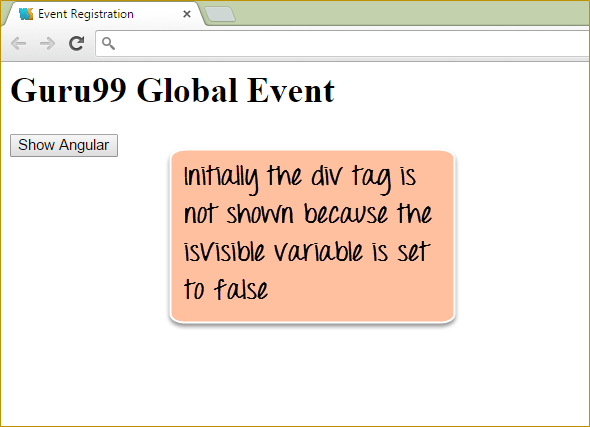 Event Registration
Guru99 Global Event
Show Angular
Initially the div tag is
not shown because the
isVisible variable is set
to false